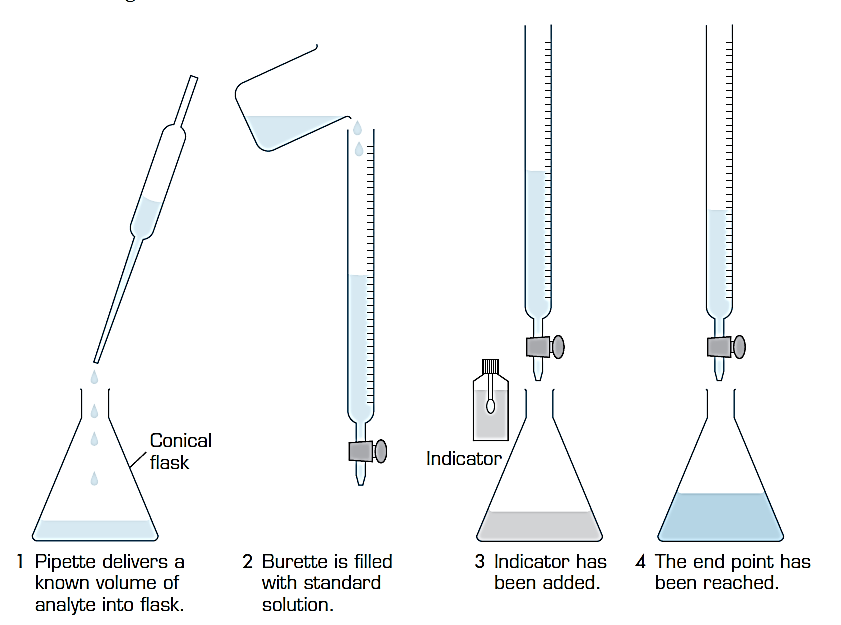 Conical
flask
Indicator
1 Pipette delivers a
known volume of
analyte into flask.
2 Burette is filled
with standard
solution.
3 Indicator has
been added.
4 The end point has
been reached.